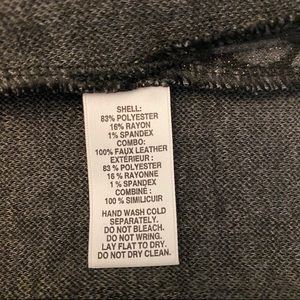 SHELL:
83% POLYESTER
16% RAYON
1% SPANDEX
COMBO:
100% FAUX LEATHER
EXTÉRIEUR :
83 % POLYESTER
16 % RAYONNE
1 % SPANDEX
COMBINÉ :
100 % SIMILICUIR
HAND WASH COLD
SEPARATELY.
DO NOT BLEACH.
DO NOT WRING.
LAY FLAT TO DRY.
DO NOT DRY CLEAN.